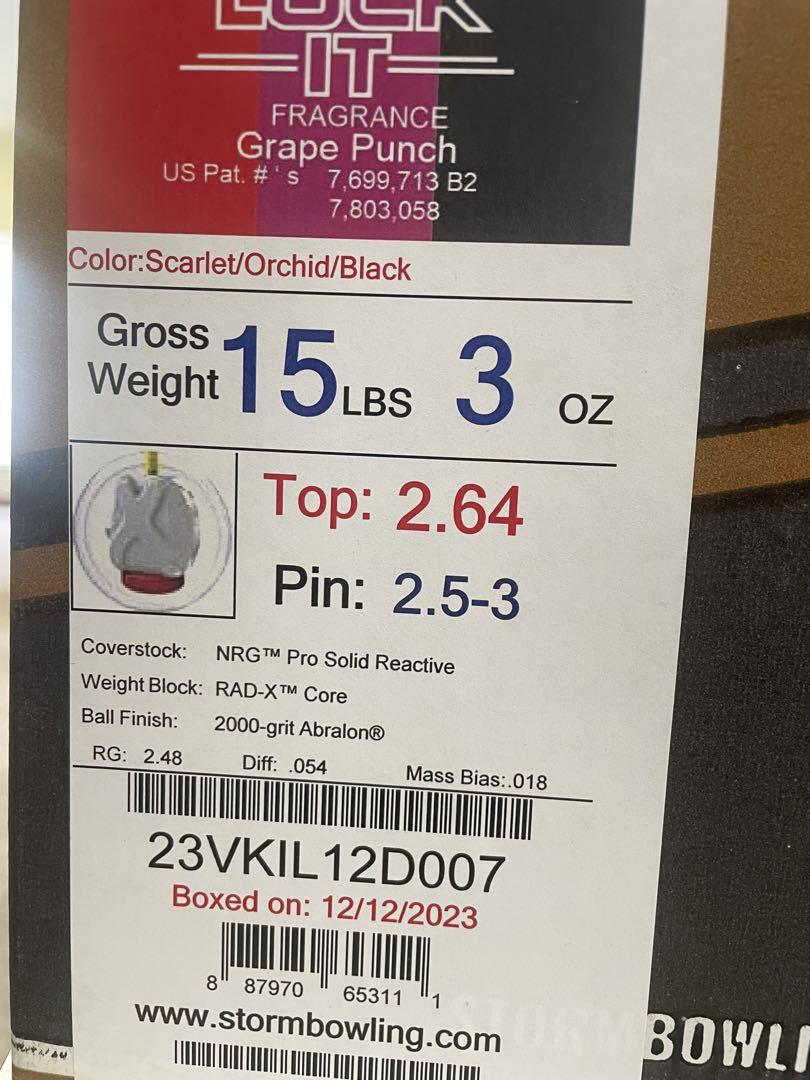 LOCK
IT
FRAGRANCE
Grape Punch
US Pat. #'s 7,699,713 B2
7,803,058
Color:Scarlet/Orchid/Black
Gross Weight 15 LBS 3 OZ
Top: 2.64
Pin: 2.5-3
Coverstock: NRG™ Pro Solid Reactive
Weight Block: RAD-X™ Core
Ball Finish: 2000-grit Abralon®
RG: 2.48 Diff: .054 Mass Bias:.018
23VKIL12D007
Boxed on: 12/12/2023
8 87970 65311 1
www.stormbowling.com
STORMBOWLI